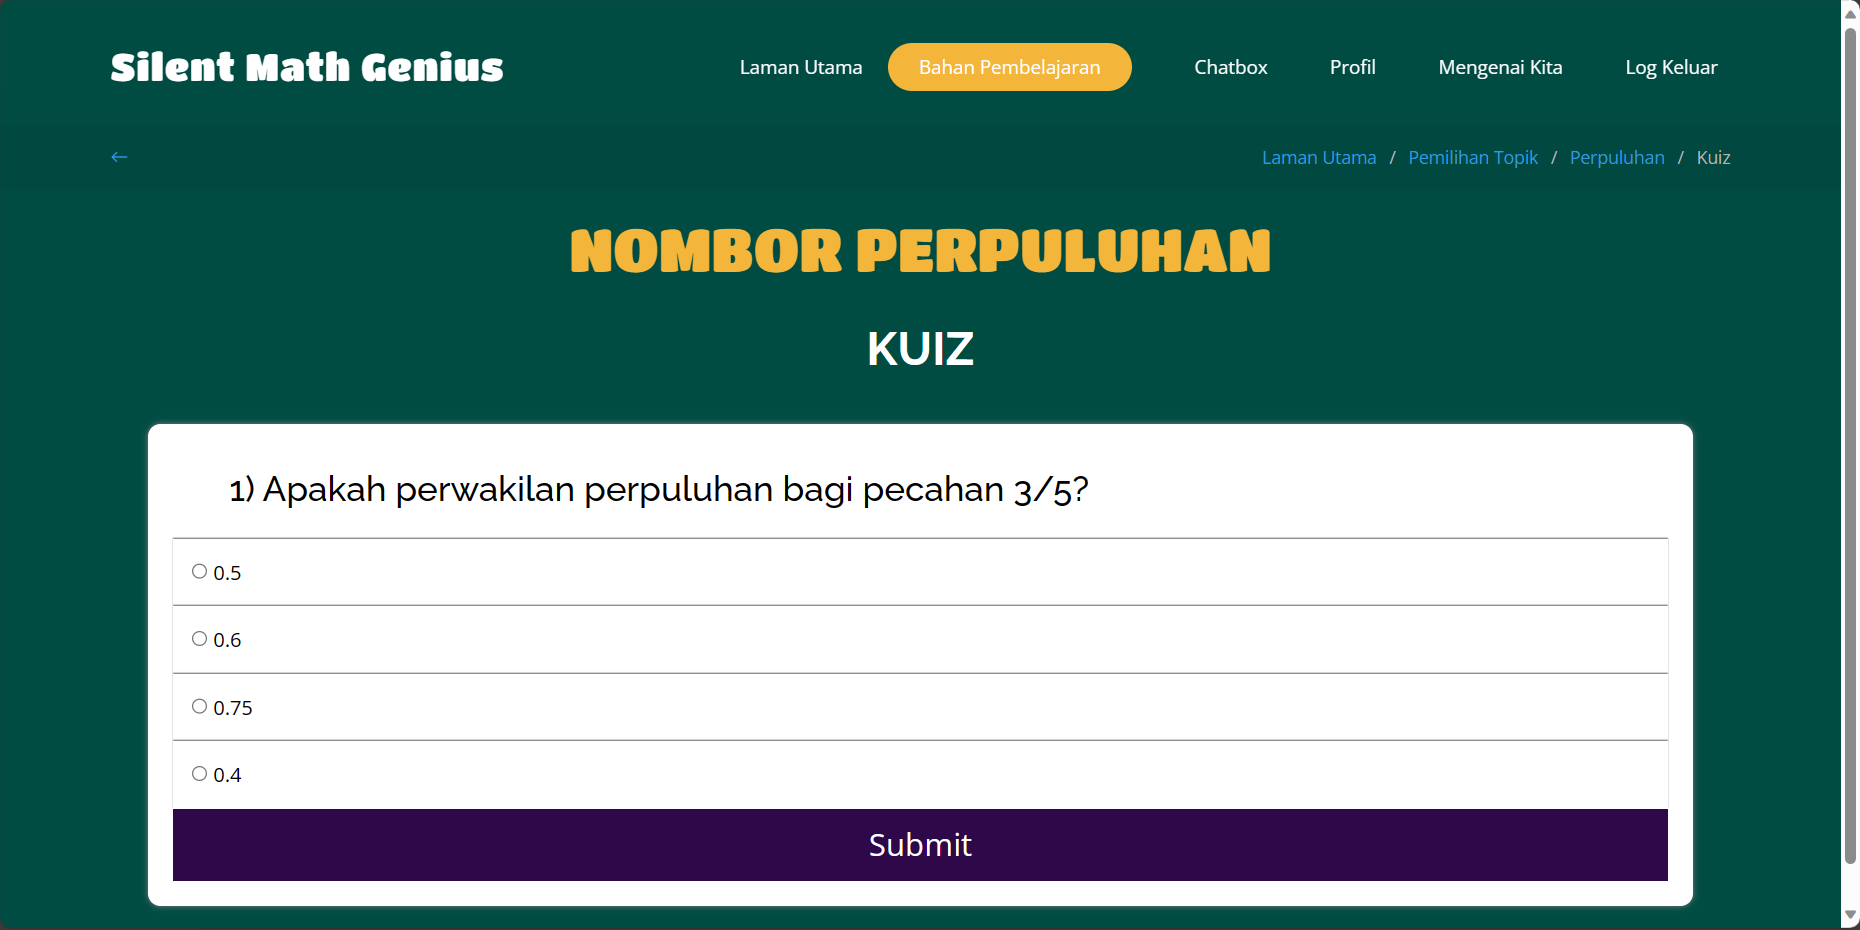 Silent Math Genius
Laman Utama Bahan Pembelajaran Chatbox Profil Mengenai Kita Log Keluar
← Laman Utama / Pemilihan Topik / Perpuluhan / Kuiz
NOMBOR PERPULUHAN
KUIZ
1) Apakah perwakilan perpuluhan bagi pecahan 3/5?
0.5
0.6
0.75
0.4
Submit